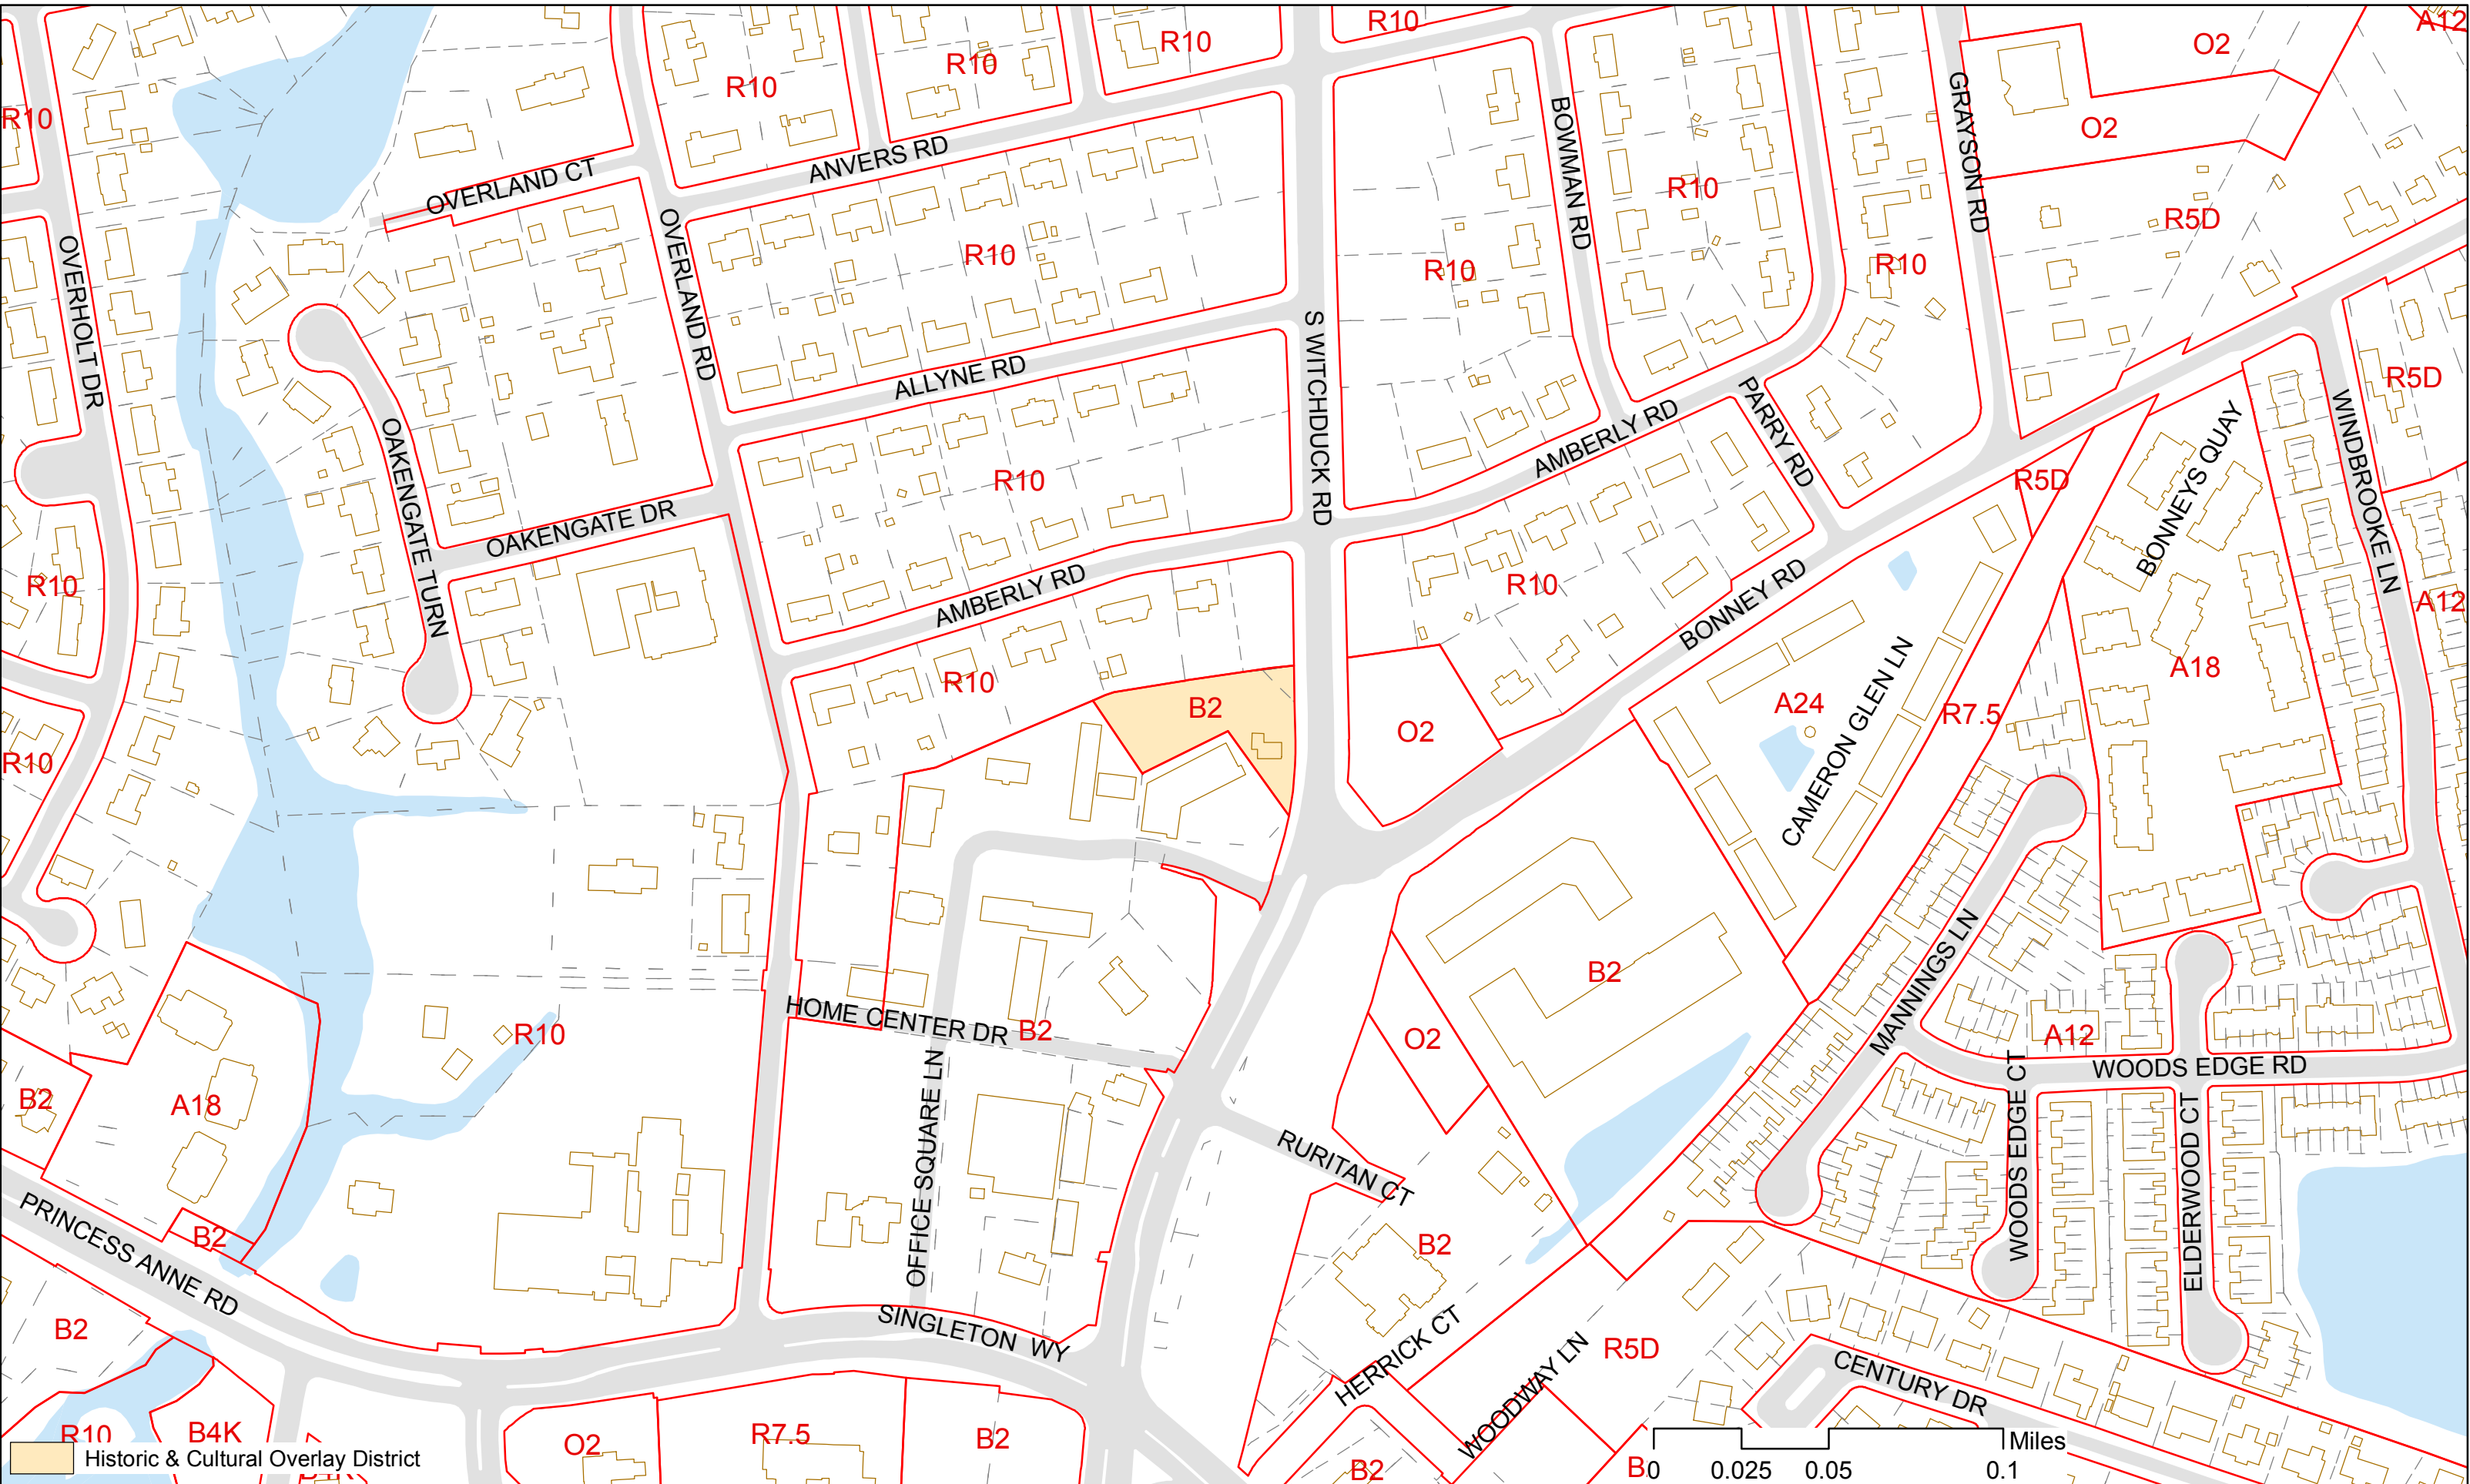 R10
R10
R10
R10
R10
O2
A12
O2
R10
OVERLAND CT
ANVERS RD
BOWMAN RD
GRAYSON RD
R10
R5D
OVERHOLT DR
OVERLAND RD
R10
R10
R10
S WITCHDUCK RD
ALLYNE RD
PARRY RD
R5D
AMBERLY RD
BONNEYS QUAY
WINDBROOKE LN
OAKENGATE TURN
R10
R5D
OAKENGATE DR
R10
AMBERLY RD
R10
BONNEY RD
A12
R10
B2
O2
A24
CAMERON GLEN LN
R7.5
A18
R10
HOME CENTER DR
B2
B2
O2
MANNINGS LN
A12
R10
WOODS EDGE RD
WOODS EDGE CT
ELDERWOOD CT
B2
A18
OFFICE SQUARE LN
RURITAN CT
PRINCESS ANNE RD
B2
B2
B2
SINGLETON WY
HERRICK CT
WOODWAY LN
R5D
CENTURY DR
R10
B4K
O2
R7.5
B2
B2
Historic & Cultural Overlay District
Miles
0 0.025 0.05 0.1